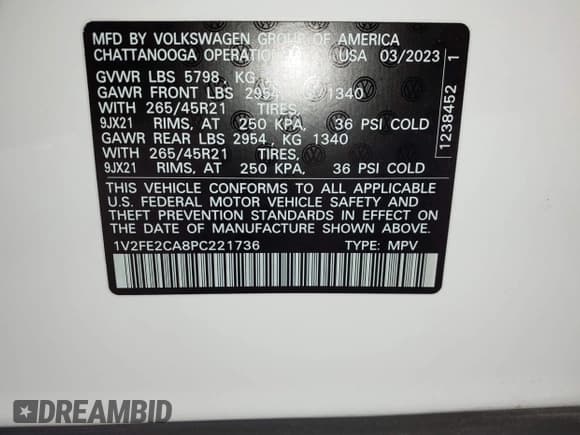 MFD BY VOLKSWAGEN GROUP OF AMERICA
CHATTANOOGA OPERATION USA 03/2023
GVWR LBS 5798, KG
GAWR FRONT LBS 2954 1340
WITH 265/45R21 TIRES,
9JX21 RIMS, AT 250 KPA, 36 PSI COLD
GAWR REAR LBS 2954, KG 1340
WITH 265/45R21 TIRES,
9JX21 RIMS, AT 250 KPA, 36 PSI COLD
THIS VEHICLE CONFORMS TO ALL APPLICABLE
U.S. FEDERAL MOTOR VEHICLE SAFETY AND
THEFT PREVENTION STANDARDS IN EFFECT ON
THE DATE OF MANUFACTURE SHOWN ABOVE.
1V2FE2CA8PC221736 TYPE: MPV
1238452 1
DREAMBID